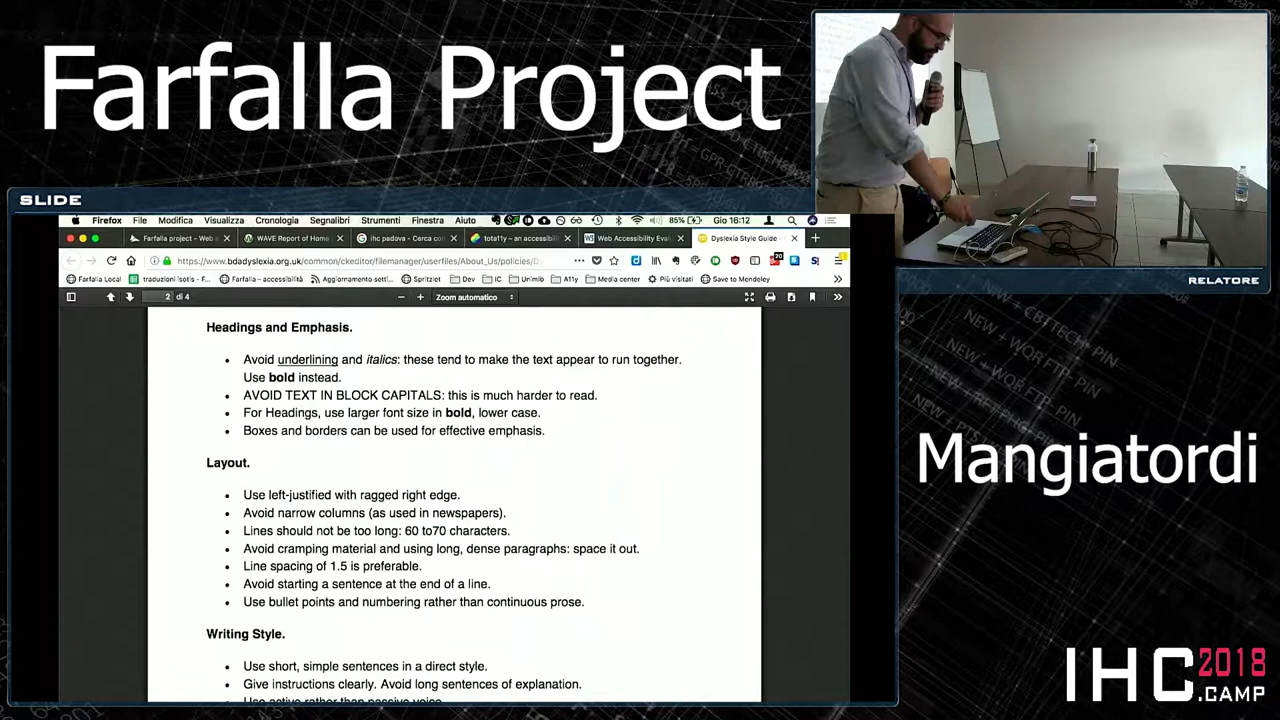 Farfalla Project
SLIDE
Firefox File Modifica Visualizza Cronologia Segnalibri Strumenti Finestra Aiuto 85% Gio 16:12
Farfalla project - Web WAVE Report of Home ihc padova - Cerca co tota11y – an accessibil Web Accessibility Eval Dyslexia Style Guide -
https://www.bdadyslexia.org.uk/common/ckeditor/filemanager/userfiles/About_Us/policies/D 20
Farfalla Local traduzioni isotis - F Farfalla – accessibilità Aggiornamento setti Spritzlet Dev IC Unimib A11y Media center Più visitati Save to Mendeley
2 di 4 Zoom automatico
Headings and Emphasis.
• Avoid underlining and italics: these tend to make the text appear to run together.
Use bold instead.
• AVOID TEXT IN BLOCK CAPITALS: this is much harder to read.
• For Headings, use larger font size in bold, lower case.
• Boxes and borders can be used for effective emphasis.
Layout.
• Use left-justified with ragged right edge.
• Avoid narrow columns (as used in newspapers).
• Lines should not be too long: 60 to70 characters.
• Avoid cramping material and using long, dense paragraphs: space it out.
• Line spacing of 1.5 is preferable.
• Avoid starting a sentence at the end of a line.
• Use bullet points and numbering rather than continuous prose.
Writing Style.
• Use short, simple sentences in a direct style.
• Give instructions clearly. Avoid long sentences of explanation.
RELATORE
Mangiatordi
IHC 2018
.CAMP